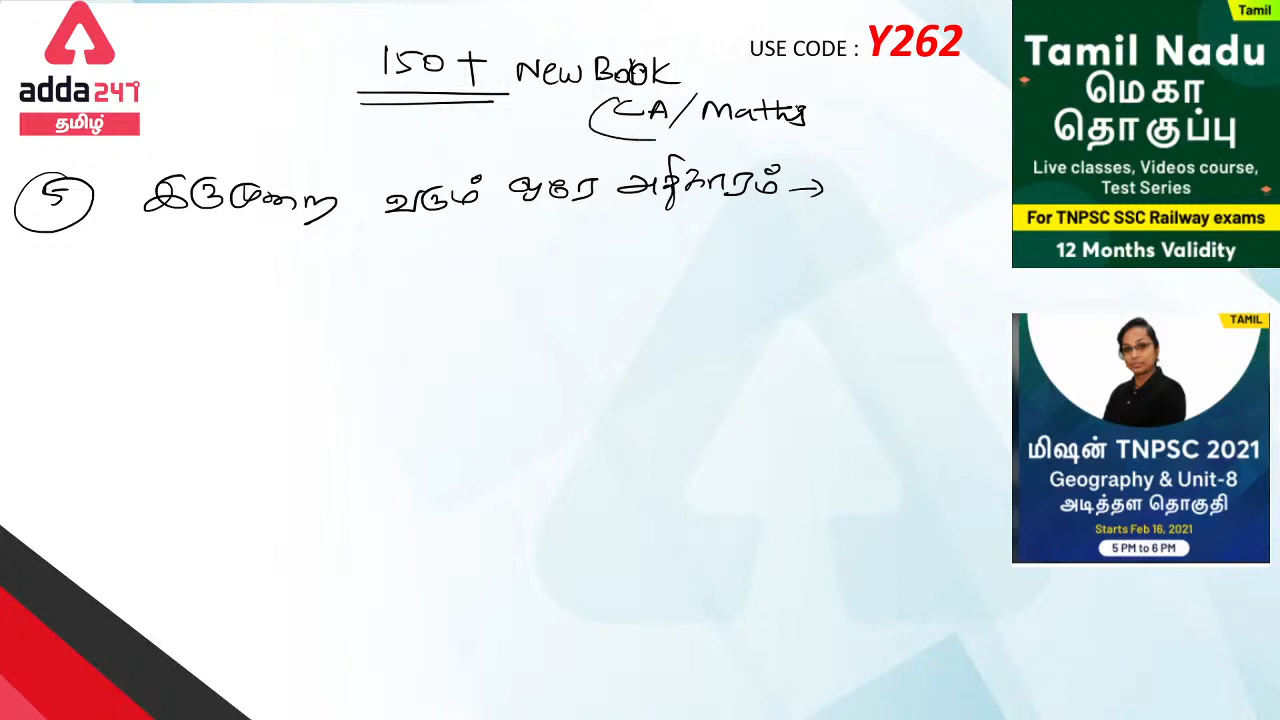 adda247
தமிழ்
150+ New Book
CA/Maths
USE CODE : Y262
5 இருமுறை வரும் ஒரே அதிகாரம் →
Tamil
Tamil Nadu
மெகா
தொகுப்பு
Live classes, Videos course,
Test Series
For TNPSC SSC Railway exams
12 Months Validity
TAMIL
மிஷன் TNPSC 2021
Geography & Unit-8
அடித்தள தொகுதி
Starts Feb 16, 2021
5 PM to 6 PM